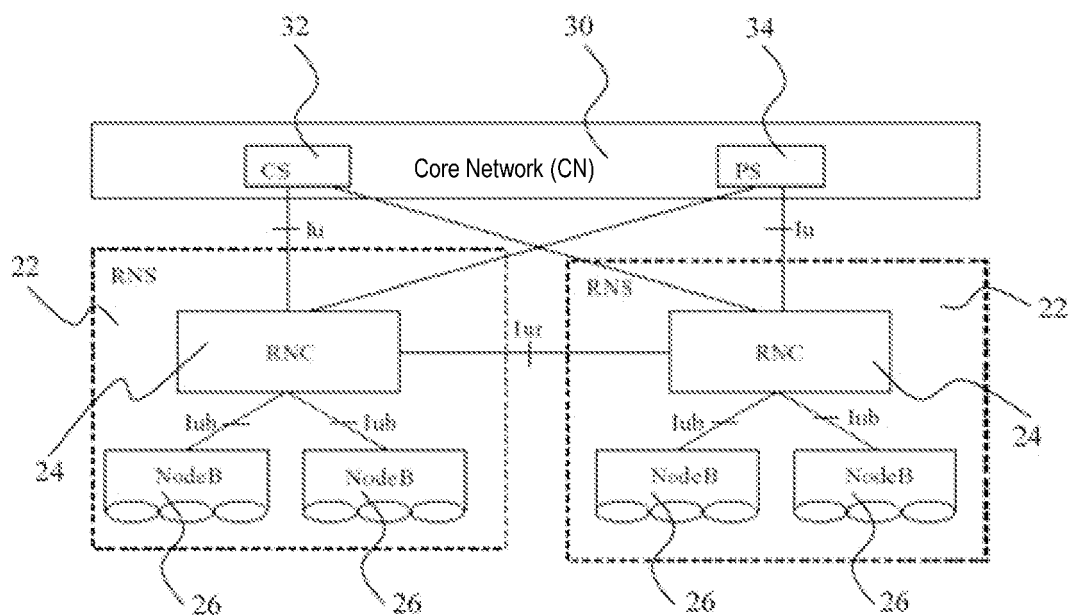 32
30
34
CS
Core Network (CN)
PS
Iu
Iu
22
RNS
RNS
22
RNC
Iur
RNC
Iub
Iub
Iub
Iub
24
24
NodeB
NodeB
NodeB
NodeB
26
26
26
26